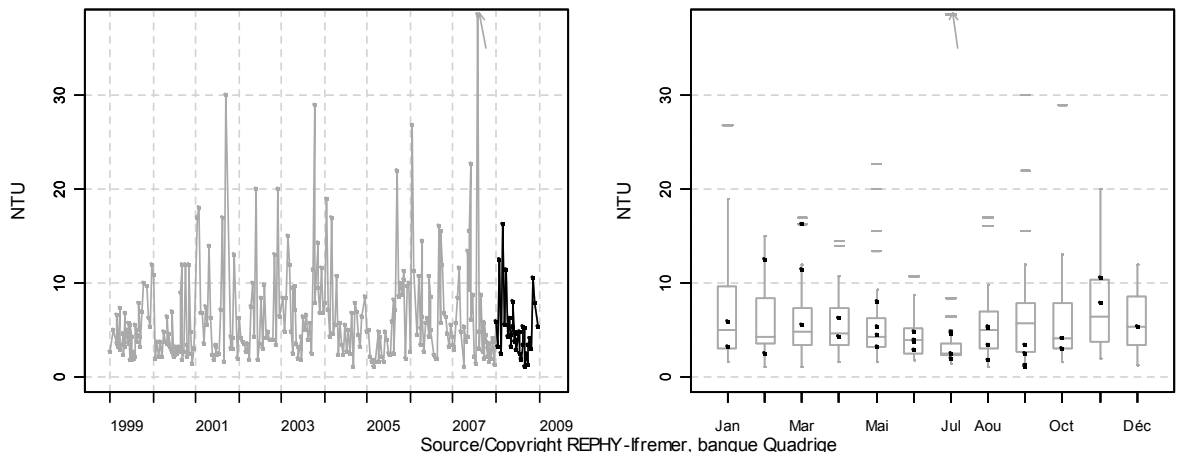 NTU
30
20
10
0
1999
2001
2003
2005
2007
2009
NTU
30
20
10
0
Jan
Mar
Mai
Jul
Aou
Oct
Déc
Source/Copyright REPHY-Ifremer, banque Quadrige